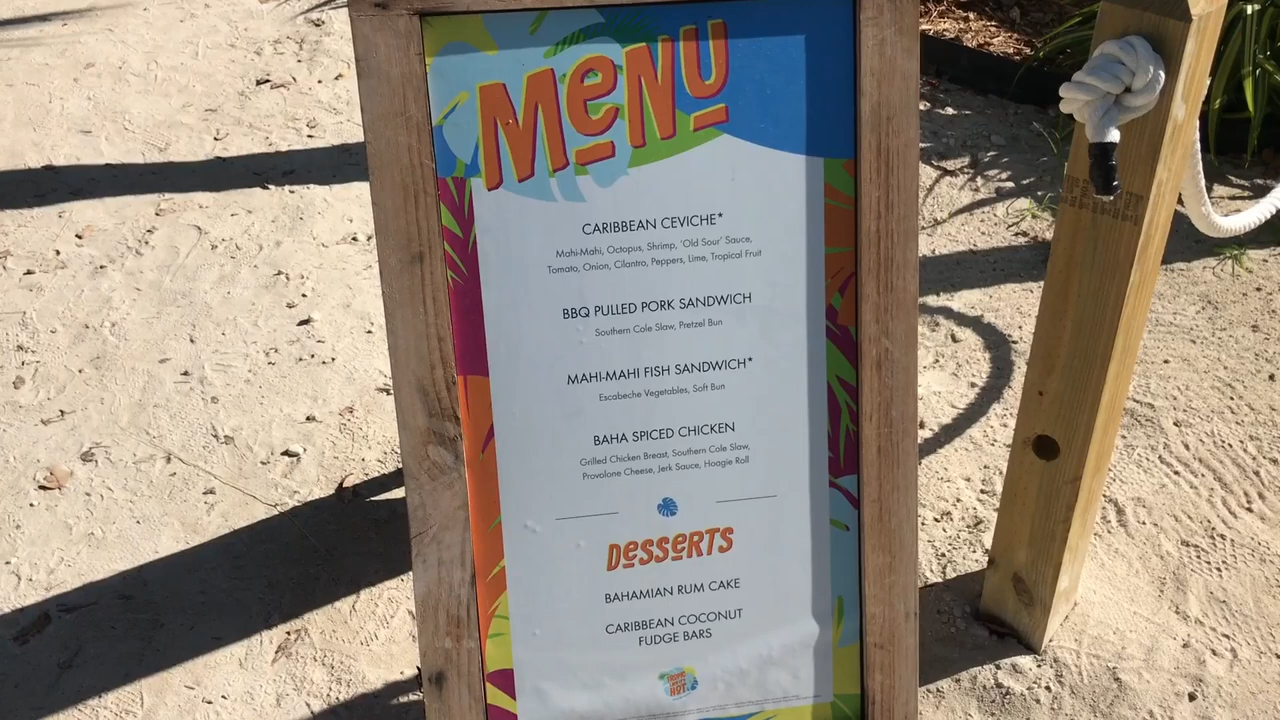 MENU
CARIBBEAN CEVICHE*
Mahi-Mahi, Octopus, Shrimp, 'Old Sour' Sauce,
Tomato, Onion, Cilantro, Peppers, Lime, Tropical Fruit
BBQ PULLED PORK SANDWICH
Southern Cole Slaw, Pretzel Bun
MAHI-MAHI FISH SANDWICH*
Escabeche Vegetables, Soft Bun
BAHA SPICED CHICKEN
Grilled Chicken Breast, Southern Cole Slaw,
Provolone Cheese, Jerk Sauce, Hoagie Roll
DESSERTS
BAHAMIAN RUM CAKE
CARIBBEAN COCONUT
FUDGE BARS
HOT